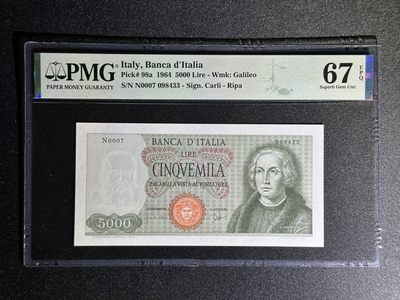 PMG
PAPER MONEY GUARANTY
Italy, Banca d'Italia
Pick# 98a 1964 5000 Lire - Wmk: Galileo
S/N N0007 098433 - Sign. Carli - Ripa
67 EPQ
Superb Gem Unc
N0007
BANCA D'ITALIA
098433
LIRE
CINQVEMILA
PAGABILI A VISTA AL PORTATORE
5000